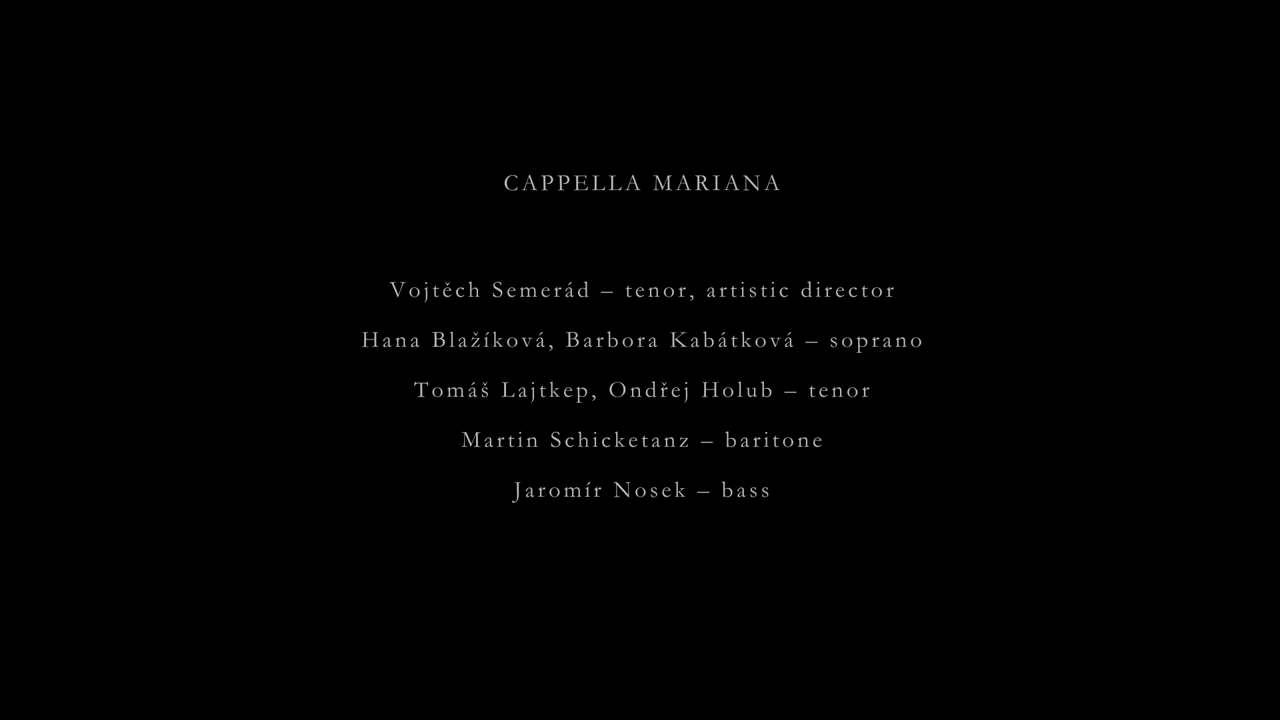 CAPPELLA MARIANA
Vojtěch Semerád – tenor, artistic director
Hana Blažíková, Barbora Kabátková – soprano
Tomáš Lajtkep, Ondřej Holub – tenor
Martin Schicketanz – baritone
Jaromír Nosek – bass